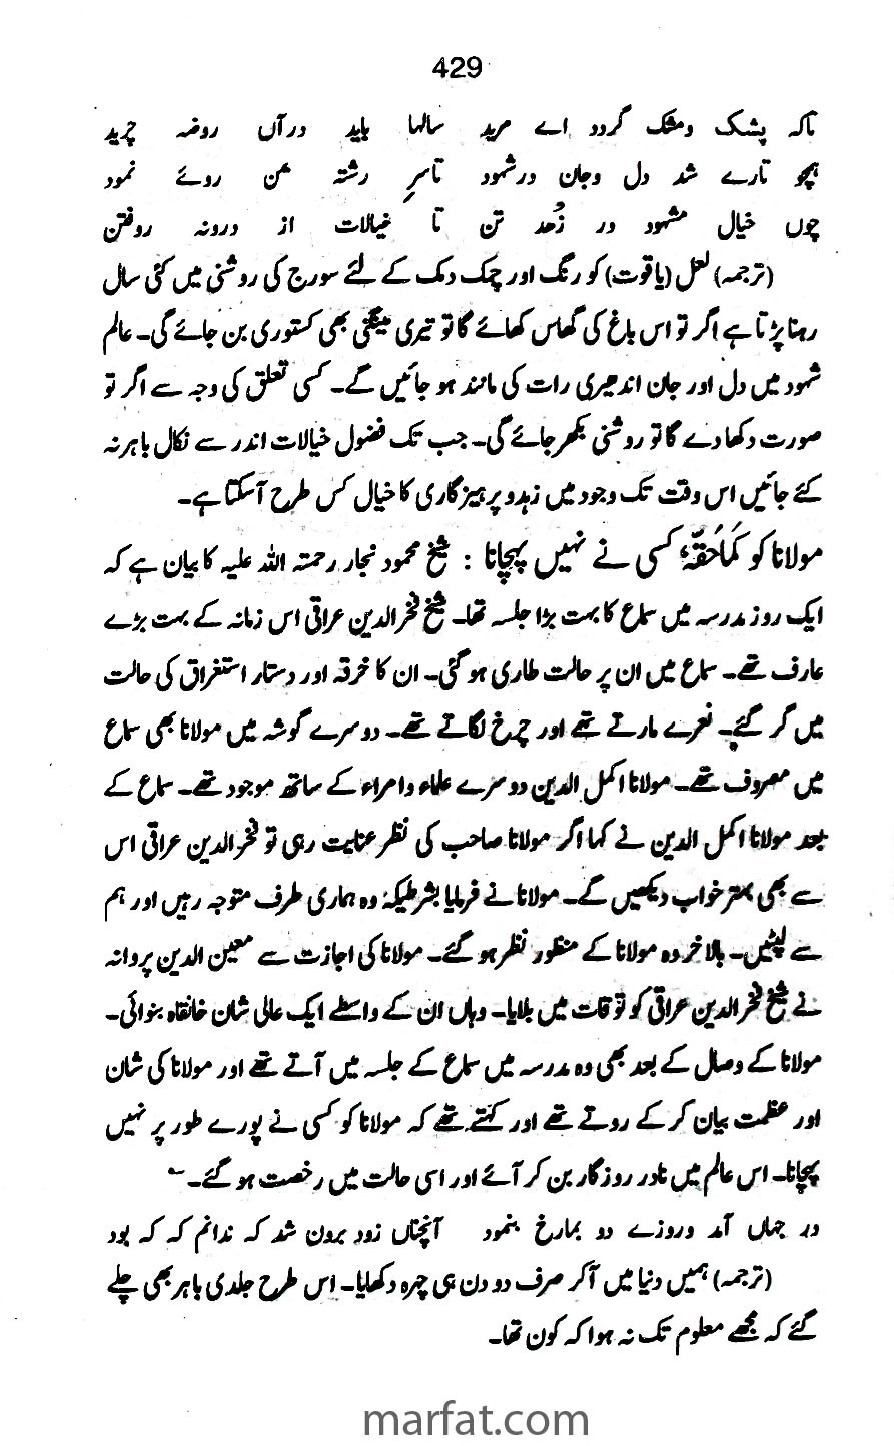 429
تاکہ پشک ومشک گردد اے مرید سالہا باید درآں روضہ چرید
ہچو تارے شد دل وجان درشہود تاسرِ رشتہ بمن روئے نمود
چوں خیال مشہود در زُحد تن تا خیالات از درونہ روفتن
(ترجمہ) لعل (یاقوت) کو رنگ اور چمک دمک کے لئے سورج کی روشنی میں کئی سال
رہنا پڑتا ہے اگر تو اس باغ کی گھاس کھائے گا تو تیری مینگنی بھی کستوری بن جائے گی۔ عالم
شہود میں دل اور جان اندھیری رات کی مانند ہو جائیں گے۔ کسی تعلق کی وجہ سے اگر تو
صورت دکھا دے گا تو روشنی بکھر جائے گی۔ جب تک فضول خیالات اندر سے نکال باہر نہ
کئے جائیں اس وقت تک وجود میں زہد و پرہیزگاری کا خیال کس طرح آسکتا ہے۔
مولانا کو کَمَاحَقہّٗ کسی نے نہیں پہچانا : شیخ محمود نجار رحمتہ اللہ علیہ کا بیان ہے کہ
ایک روز مدرسہ میں سماع کا بہت بڑا جلسہ تھا۔ شیخ فخرالدین عراقی اس زمانہ کے بہت بڑے
عارف تھے۔ سماع میں ان پر حالت طاری ہو گئی۔ ان کا خرقہ اور دستار استغراق کی حالت
میں گر گئے۔ نعرے مارتے تھے اور چرخ لگاتے تھے۔ دوسرے گوشہ میں مولانا بھی سماع
میں مصروف تھے۔ مولانا اکمل الدین دوسرے علماء وامراء کے ساتھ موجود تھے۔ سماع کے
بعد مولانا اکمل الدین نے کہا اگر مولانا صاحب کی نظر عنایت رہی تو فخرالدین عراقی اس
سے بھی بہتر خواب دیکھیں گے۔ مولانا نے فرمایا بشرطیکہ وہ ہماری طرف متوجہ رہیں اور ہم
سے لپٹیں۔ بالاخر وہ مولانا کے منظور نظر ہو گئے۔ مولانا کی اجازت سے معین الدین پروانہ
نے شیخ فخرالدین عراقی کو توقات میں بلایا۔ وہاں ان کے واسطے ایک عالی شان خانقاہ بنوائی۔
مولانا کے وصال کے بعد بھی وہ مدرسہ میں سماع کے جلسہ میں آتے تھے اور مولانا کی شان
اور عظمت بیان کر کے روتے تھے اور کہتے تھے کہ مولانا کو کسی نے پورے طور پر نہیں
پہچانا۔ اس عالم میں نادر روزگار بن کر آئے اور اسی حالت میں رخصت ہو گئے۔
در جہاں آمد وروزے دو بمارخ بنمود آنچناں زود برون شد کہ ندانم کہ کہ بود
(ترجمہ) ہمیں دنیا میں آکر صرف دو دن ہی چہرہ دکھایا۔ اس طرح جلدی باہر بھی چلے
گئے کہ مجھے معلوم تک نہ ہوا کہ کون تھا۔
marfat.com